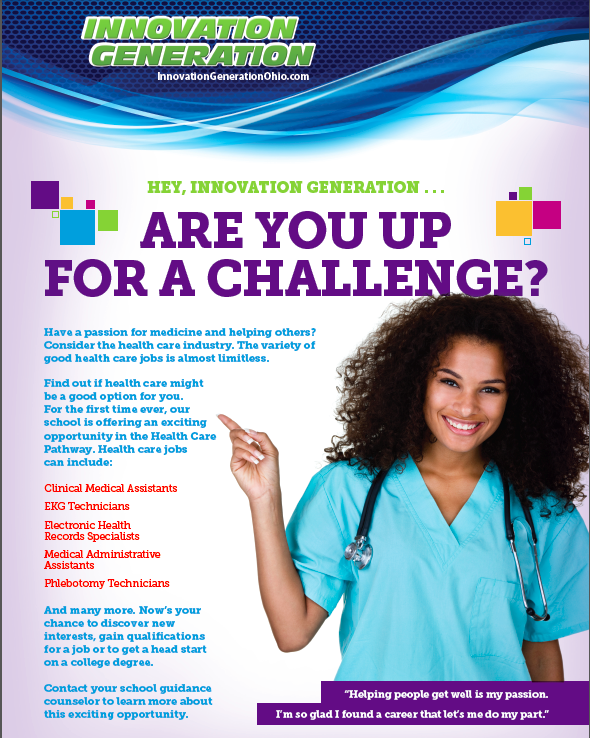 INNOVATION
GENERATION
InnovationGenerationOhio.com
HEY, INNOVATION GENERATION . . .
ARE YOU UP
FOR A CHALLENGE?
Have a passion for medicine and helping others?
Consider the health care industry. The variety of
good health care jobs is almost limitless.
Find out if health care might
be a good option for you.
For the first time ever, our
school is offering an exciting
opportunity in the Health Care
Pathway. Health care jobs
can include:
Clinical Medical Assistants
EKG Technicians
Electronic Health
Records Specialists
Medical Administrative
Assistants
Phlebotomy Technicians
And many more. Now's your
chance to discover new
interests, gain qualifications
for a job or to get a head start
on a college degree.
Contact your school guidance
counselor to learn more about
this exciting opportunity.
"Helping people get well is my passion.
I'm so glad I found a career that let's me do my part."